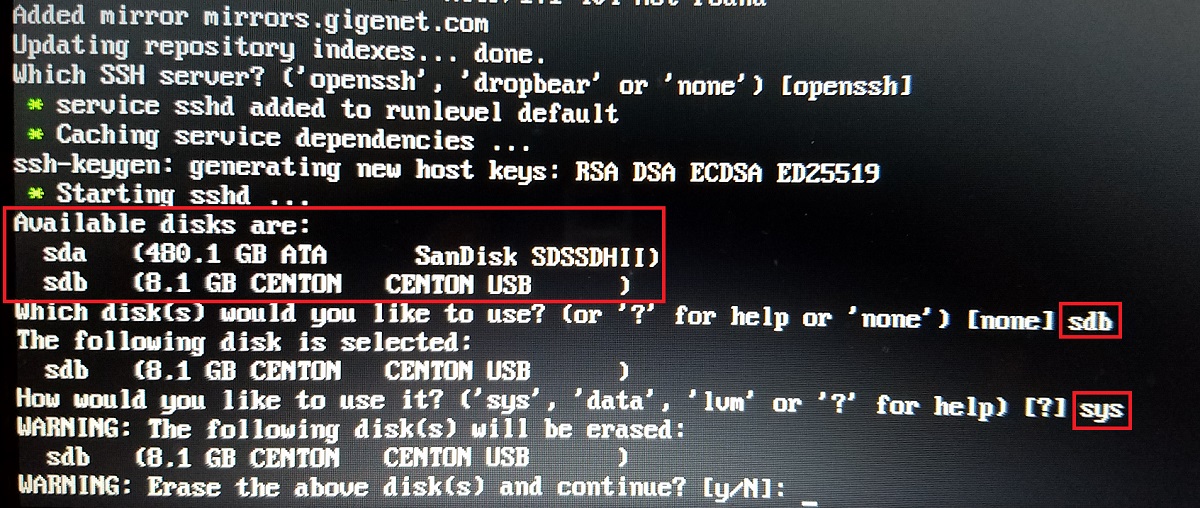 Added mirror mirrors.gigenet.com
Updating repository indexes... done.
Which SSH server? ('openssh', 'dropbear' or 'none') [openssh]
* service sshd added to runlevel default
* Caching service dependencies ...
ssh-keygen: generating new host keys: RSA DSA ECDSA ED25519
* Starting sshd ...
Available disks are:
sda (480.1 GB ATA SanDisk SDSSDHII)
sdb (8.1 GB CENTON CENTON USB )
Which disk(s) would you like to use? (or '?' for help or 'none') [none] sdb
The following disk is selected:
sdb (8.1 GB CENTON CENTON USB )
How would you like to use it? ('sys', 'data', 'lvm' or '?' for help) [?] sys
WARNING: The following disk(s) will be erased:
sdb (8.1 GB CENTON CENTON USB )
WARNING: Erase the above disk(s) and continue? [y/N]: _